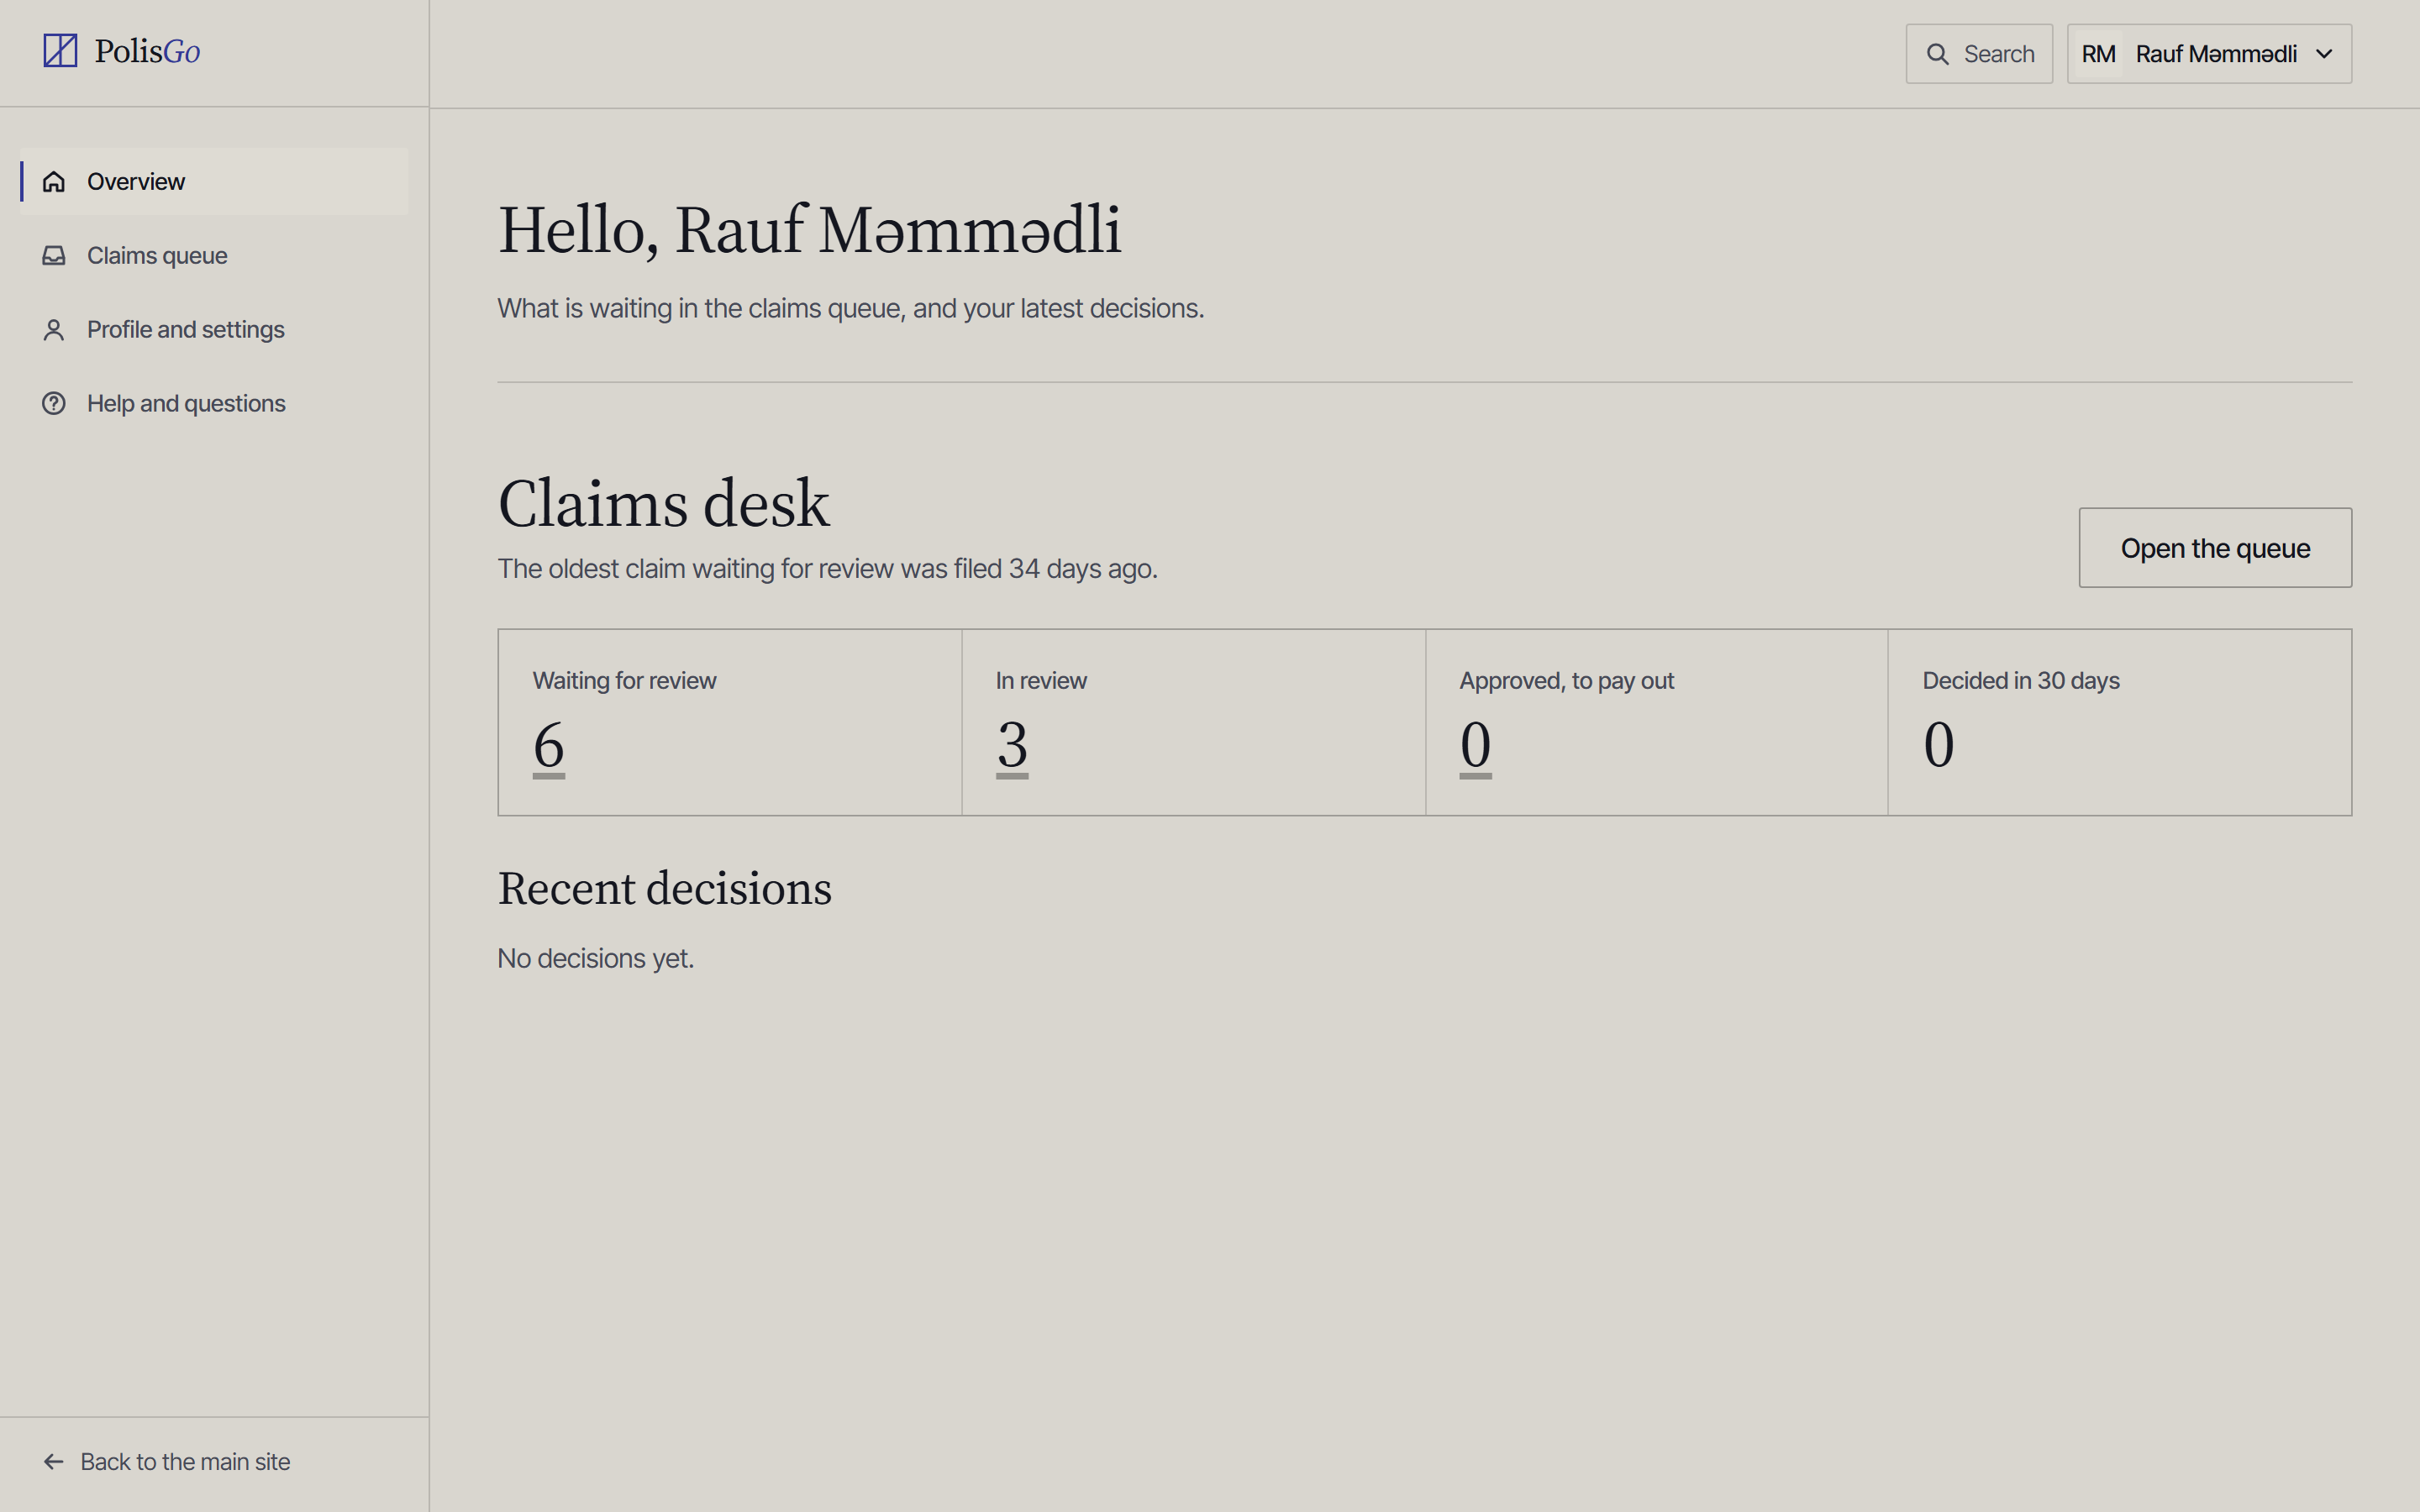 PolisGo
Search
RM Rauf Məmmədli
Overview
Claims queue
Profile and settings
Help and questions
Hello, Rauf Məmmədli
What is waiting in the claims queue, and your latest decisions.
Claims desk
The oldest claim waiting for review was filed 34 days ago.
Open the queue
Waiting for review
6
In review
3
Approved, to pay out
0
Decided in 30 days
0
Recent decisions
No decisions yet.
Back to the main site